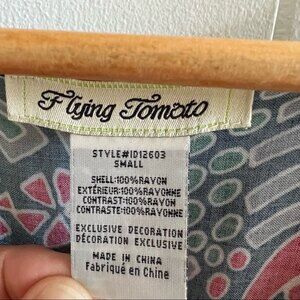 Flying Tomato
STYLE#ID12603
SMALL
SHELL:100%RAYON
EXTÉRIEUR:100%RAYONNE
CONTRAST:100%RAYON
CONTRASTE:100%RAYONNE
EXCLUSIVE DECORATION
DÉCORATION EXCLUSIVE
MADE IN CHINA
Fabriqué en Chine